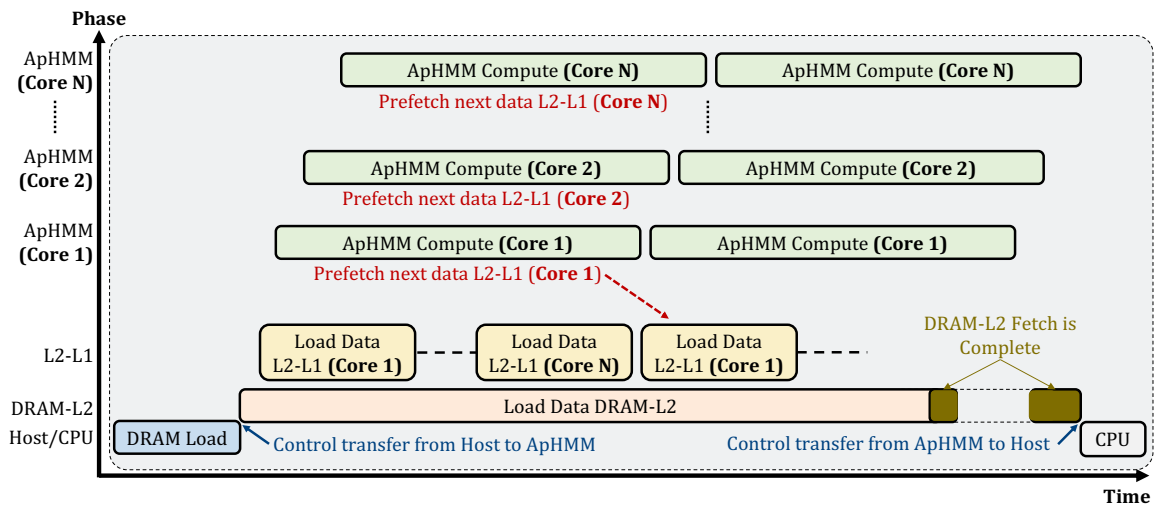 Phase
ApHMM
(Core N)
ApHMM Compute (Core N)
ApHMM Compute (Core N)
Prefetch next data L2-L1 (Core N)
ApHMM
(Core 2)
ApHMM Compute (Core 2)
ApHMM Compute (Core 2)
Prefetch next data L2-L1 (Core 2)
ApHMM
(Core 1)
ApHMM Compute (Core 1)
ApHMM Compute (Core 1)
Prefetch next data L2-L1 (Core 1)
L2-L1
Load Data
L2-L1 (Core 1)
Load Data
L2-L1 (Core N)
Load Data
L2-L1 (Core 1)
DRAM-L2 Fetch is
Complete
DRAM-L2
Load Data DRAM-L2
Host/CPU
DRAM Load
Control transfer from Host to ApHMM
Control transfer from ApHMM to Host
CPU
Time